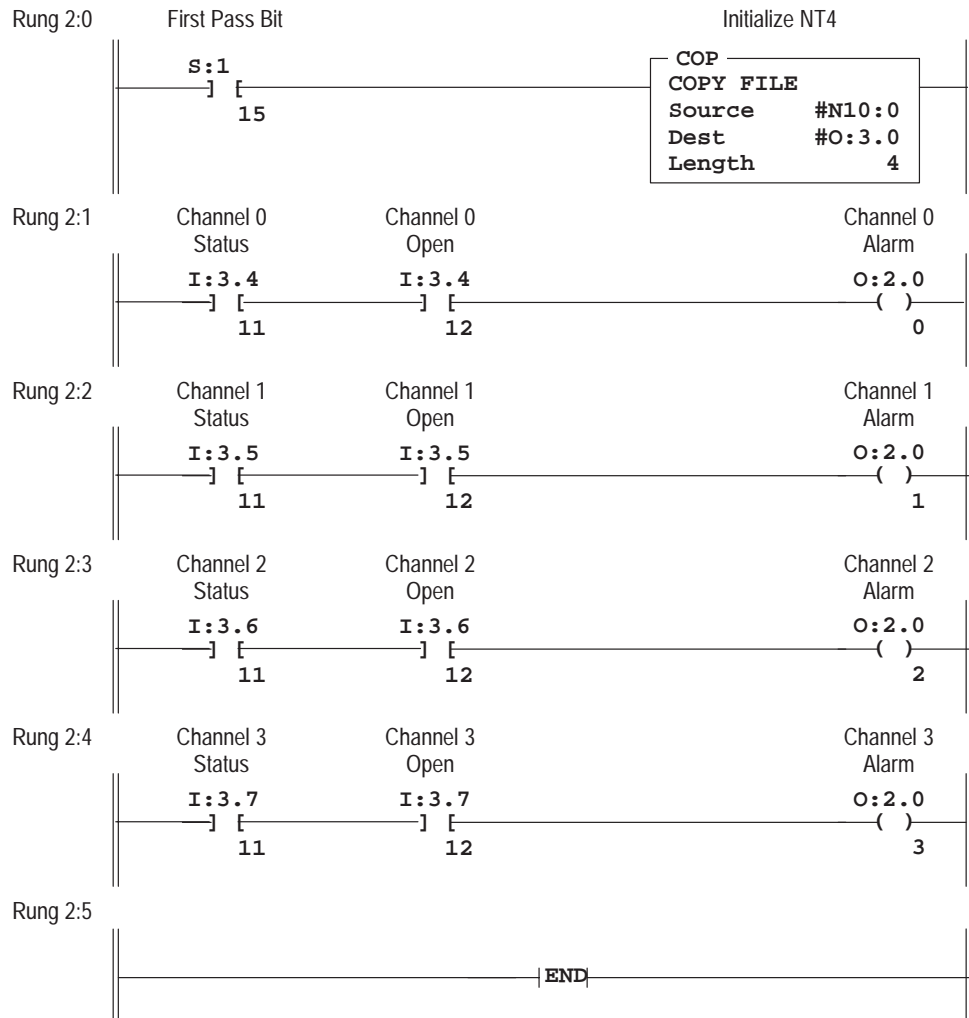 Rung 2:0 First Pass Bit Initialize NT4
S:1
] [
15
COP
COPY FILE
Source #N10:0
Dest #O:3.0
Length 4
Rung 2:1 Channel 0 Channel 0 Channel 0
Status Open Alarm
I:3.4 I:3.4 O:2.0
] [ ] [ ( )
11 12 0
Rung 2:2 Channel 1 Channel 1 Channel 1
Status Open Alarm
I:3.5 I:3.5 O:2.0
] [ ] [ ( )
11 12 1
Rung 2:3 Channel 2 Channel 2 Channel 2
Status Open Alarm
I:3.6 I:3.6 O:2.0
] [ ] [ ( )
11 12 2
Rung 2:4 Channel 3 Channel 3 Channel 3
Status Open Alarm
I:3.7 I:3.7 O:2.0
] [ ] [ ( )
11 12 3
Rung 2:5
END